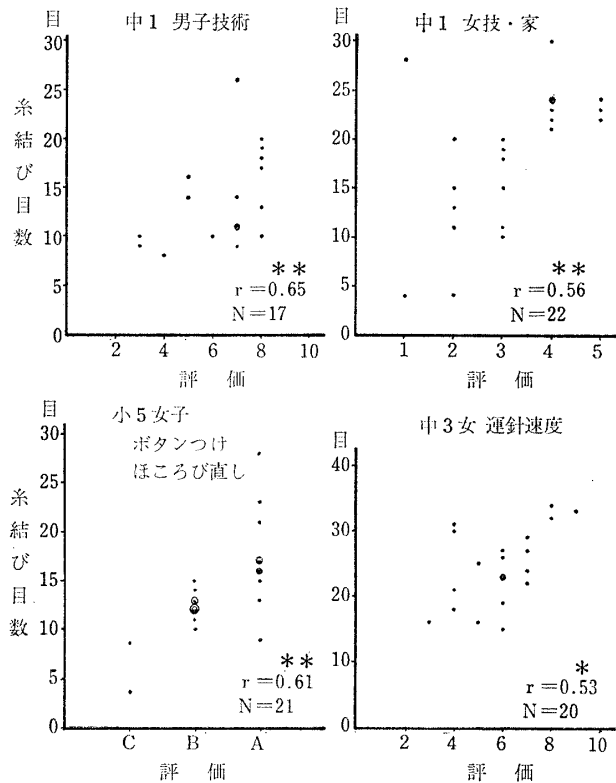 中1 男子技術
目
30
25
20
15
10
5
0
糸結び目数
2 4 6 8 10
評価
**
r=0.65
N=17
中1 女技・家
30
25
20
15
10
5
0
1 2 3 4 5
評価
**
r=0.56
N=22
小5女子
ボタンつけ
ほころび直し
目
30
25
20
15
10
5
0
糸結び目数
C B A
評価
**
r=0.61
N=21
中3女 運針速度
目
40
30
20
10
0
2 4 6 8 10
評価
*
r=0.53
N=20